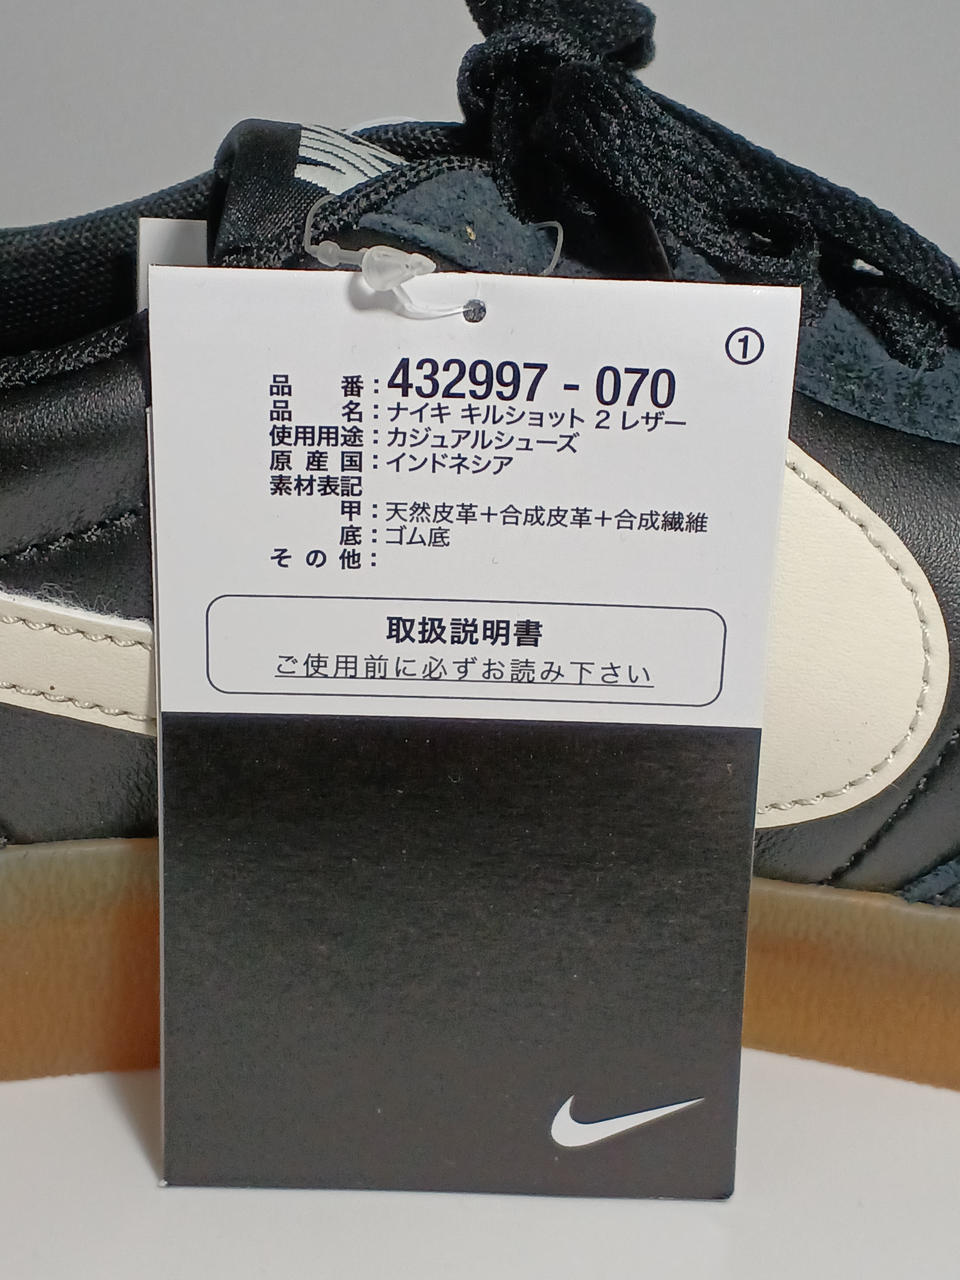 ①
品番：432997 - 070
品名：ナイキ キルショット 2 レザー
使用用途：カジュアルシューズ
原産国：インドネシア
素材表記
甲：天然皮革＋合成皮革＋合成繊維
底：ゴム底
その他：
取扱説明書
ご使用前に必ずお読み下さい